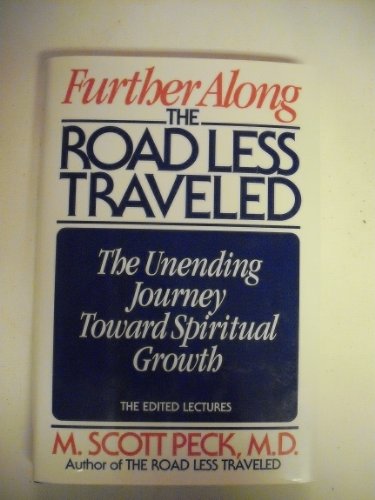 Further Along
THE
ROAD LESS
TRAVELED
The Unending
Journey
Toward Spiritual
Growth
THE EDITED LECTURES
M. SCOTT PECK, M.D.
Author of THE ROAD LESS TRAVELED